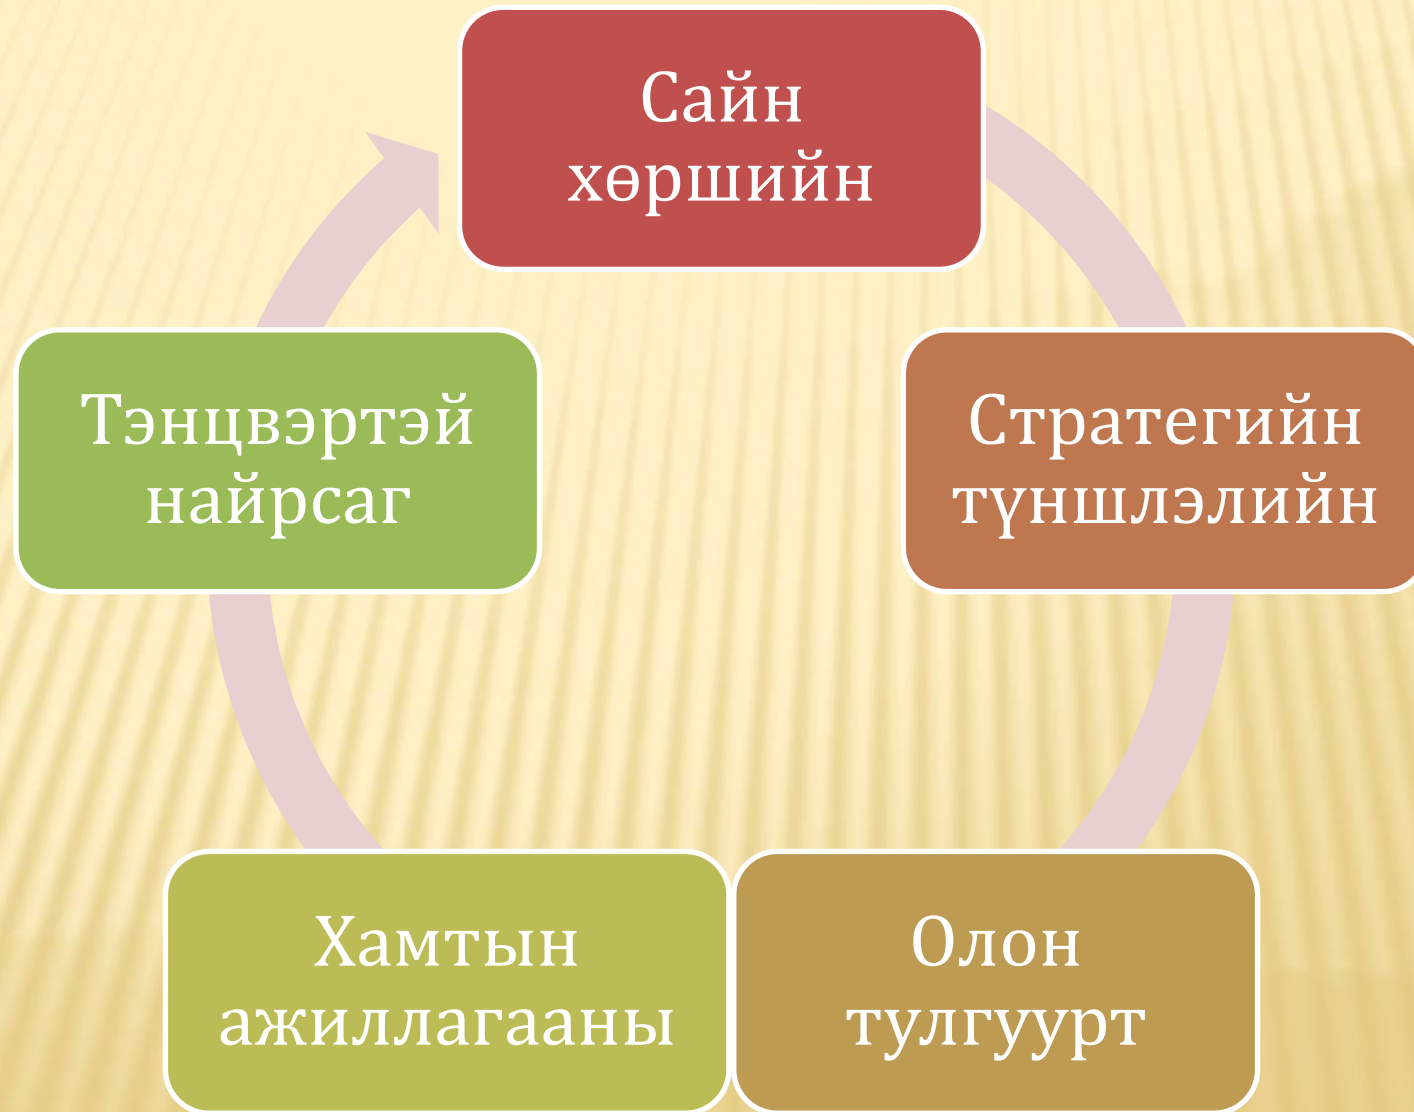 Сайн
хөршийн
Стратегийн
түншлэлийн
Олон
тулгуурт
Хамтын
ажиллагааны
Тэнцвэртэй
найрсаг